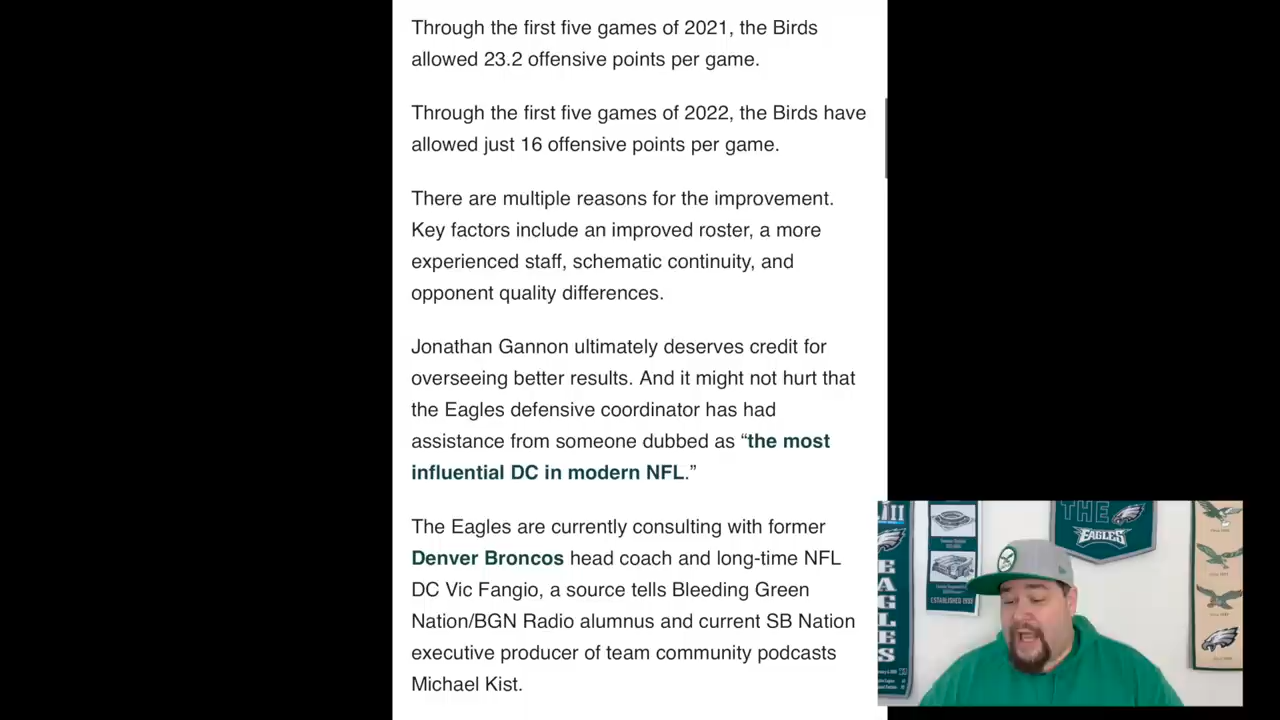 Through the first five games of 2021, the Birds
allowed 23.2 offensive points per game.
Through the first five games of 2022, the Birds have
allowed just 16 offensive points per game.
There are multiple reasons for the improvement.
Key factors include an improved roster, a more
experienced staff, schematic continuity, and
opponent quality differences.
Jonathan Gannon ultimately deserves credit for
overseeing better results. And it might not hurt that
the Eagles defensive coordinator has had
assistance from someone dubbed as “the most
influential DC in modern NFL.”
The Eagles are currently consulting with former
Denver Broncos head coach and long-time NFL
DC Vic Fangio, a source tells Bleeding Green
Nation/BGN Radio alumnus and current SB Nation
executive producer of team community podcasts
Michael Kist.
LII
EAGLES
ESTABLISHED 1933
THE
EAGLES